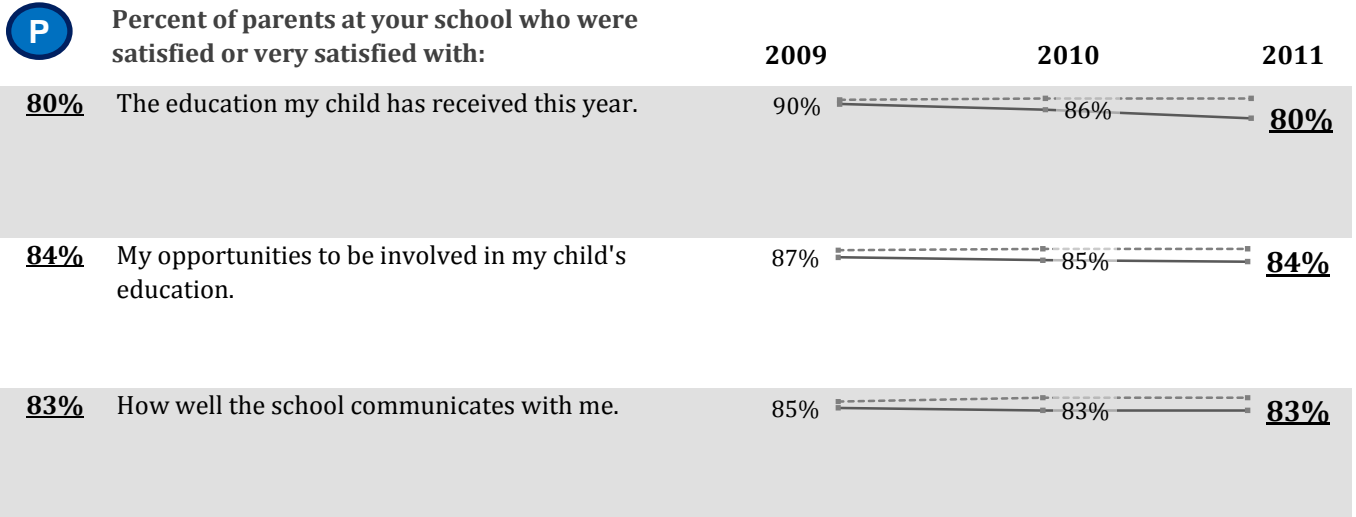 P
Percent of parents at your school who were
satisfied or very satisfied with:
2009 2010 2011
80% The education my child has received this year. 90% 86% 80%
84% My opportunities to be involved in my child's
education. 87% 85% 84%
83% How well the school communicates with me. 85% 83% 83%